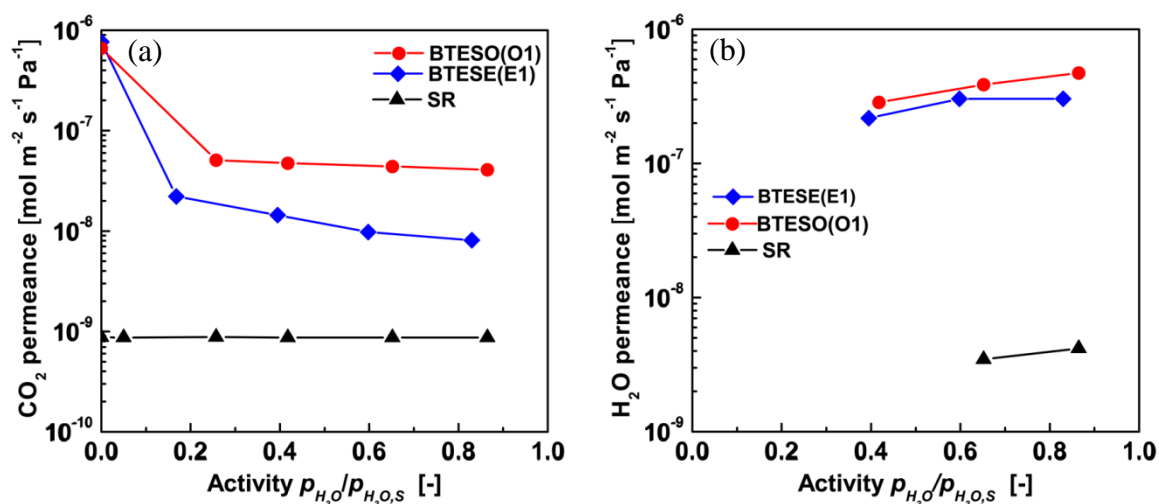 (a)
BTESO(O1)
BTESE(E1)
SR
CO₂ permeance [mol m⁻² s⁻¹ Pa⁻¹]
10⁻⁶
10⁻⁷
10⁻⁸
10⁻⁹
10⁻¹⁰
0.0 0.2 0.4 0.6 0.8 1.0
Activity p_H₂O/p_H₂O,S [-]
(b)
BTESE(E1)
BTESO(O1)
SR
H₂O permeance [mol m⁻² s⁻¹ Pa⁻¹]
10⁻⁶
10⁻⁷
10⁻⁸
10⁻⁹
0.0 0.2 0.4 0.6 0.8 1.0
Activity p_H₂O/p_H₂O,S [-]